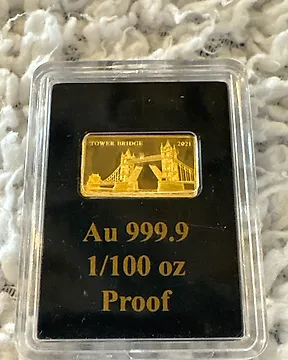 TOWER BRIDGE 2021
Au 999.9
1/100 oz
Proof